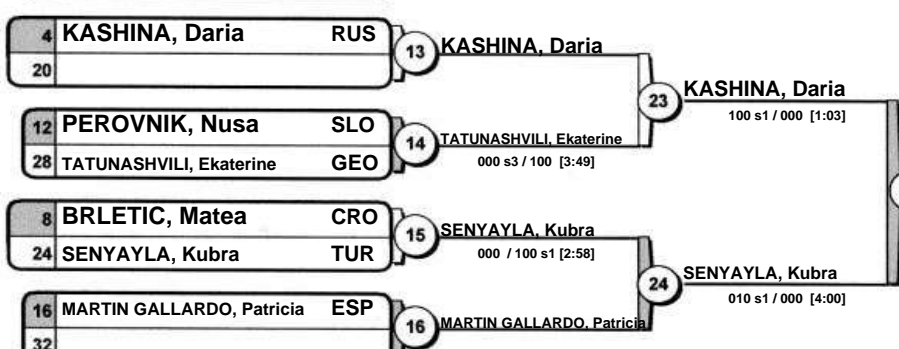 4 KASHINA, Daria RUS
20
13 KASHINA, Daria
12 PEROVNIK, Nusa SLO
28 TATUNASHVILI, Ekaterine GEO
14 TATUNASHVILI, Ekaterine
000 s3 / 100 [3:49]
23 KASHINA, Daria
100 s1 / 000 [1:03]
8 BRLETIC, Matea CRO
24 SENYAYLA, Kubra TUR
15 SENYAYLA, Kubra
000 / 100 s1 [2:58]
16 MARTIN GALLARDO, Patricia ESP
32
16 MARTIN GALLARDO, Patricia
24 SENYAYLA, Kubra
010 s1 / 000 [4:00]